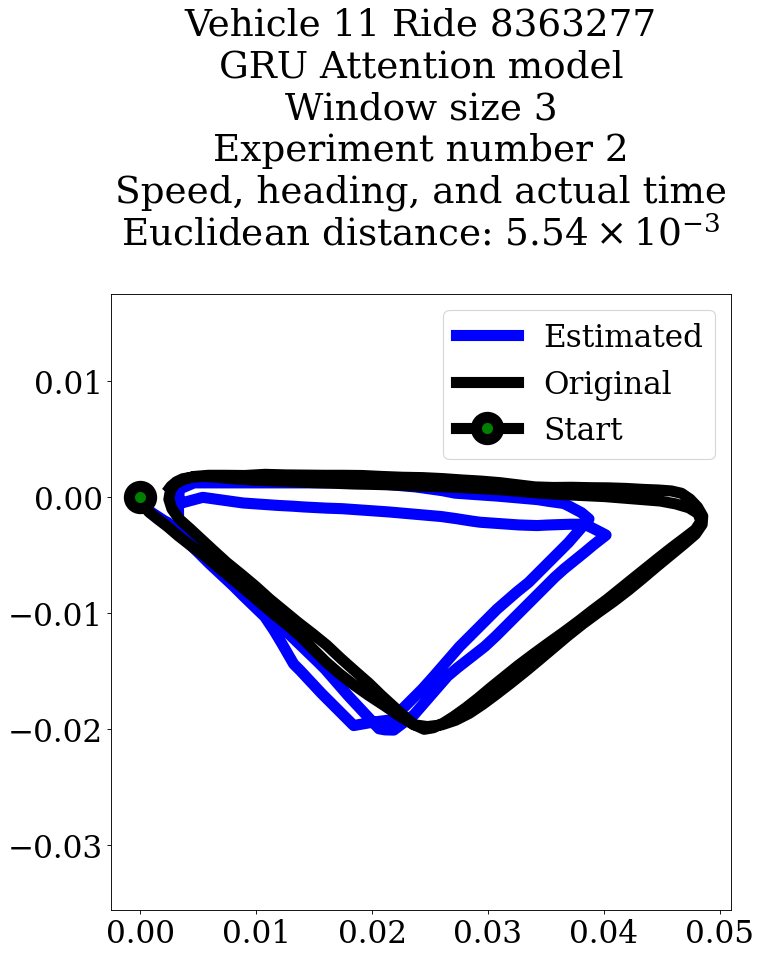 Vehicle 11 Ride 8363277
GRU Attention model
Window size 3
Experiment number 2
Speed, heading, and actual time
Euclidean distance: 5.54 × 10⁻³
Estimated
Original
Start
0.01
0.00
−0.01
−0.02
−0.03
0.00 0.01 0.02 0.03 0.04 0.05